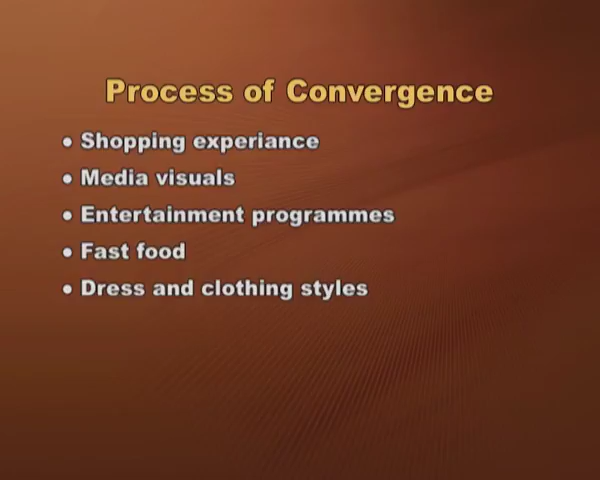 Process of Convergence
• Shopping experiance
• Media visuals
• Entertainment programmes
• Fast food
• Dress and clothing styles